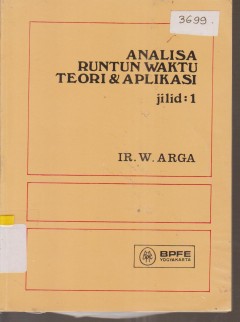 3699
ANALISA
RUNTUN WAKTU
TEORI & APLIKASI
jilid: 1
IR. W. ARGA
BPFE
YOGYAKARTA